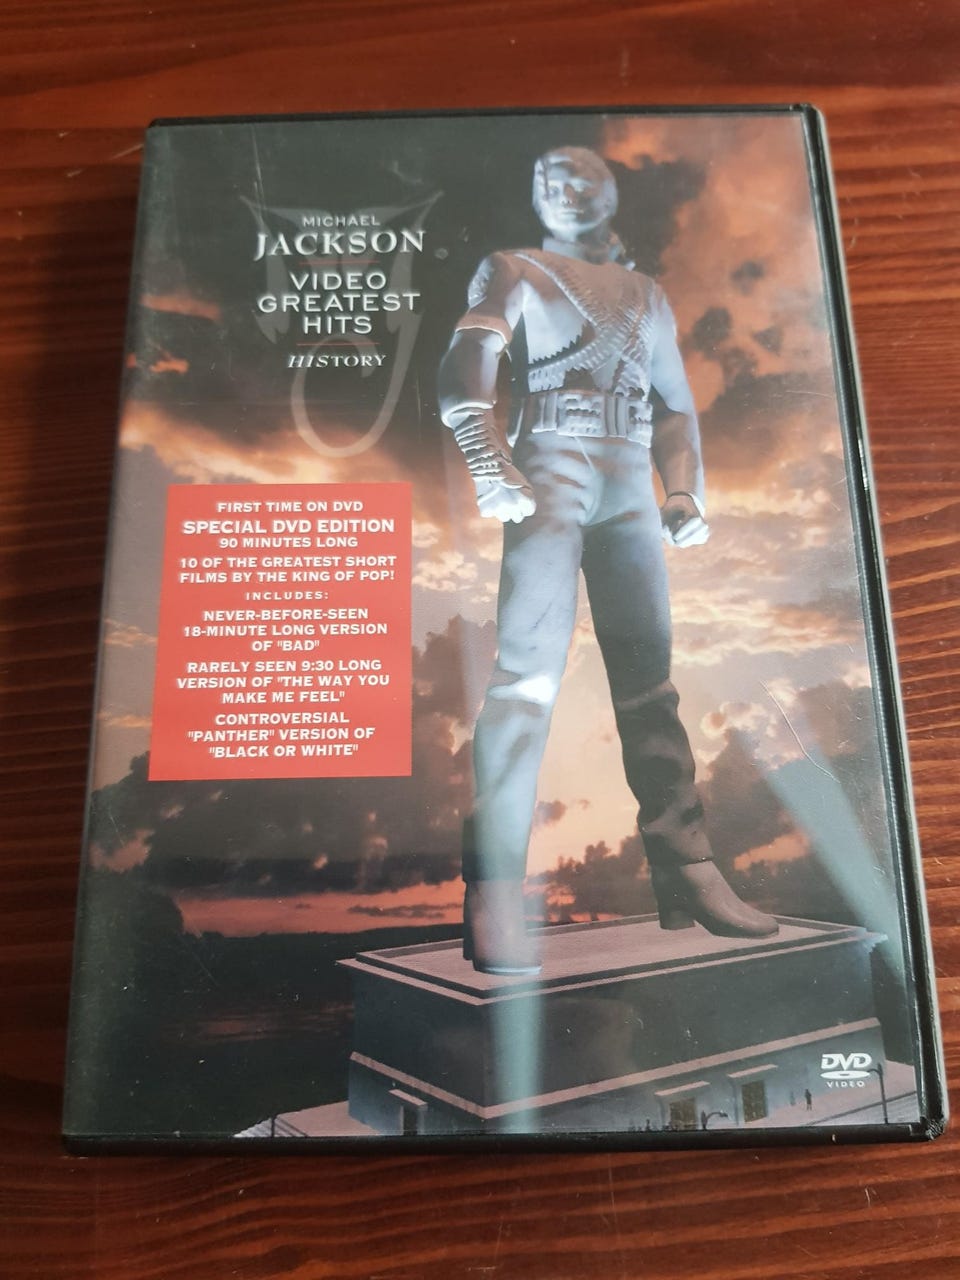 MICHAEL
JACKSON
VIDEO
GREATEST
HITS
HISTORY
FIRST TIME ON DVD
SPECIAL DVD EDITION
90 MINUTES LONG
10 OF THE GREATEST SHORT
FILMS BY THE KING OF POP!
INCLUDES:
NEVER-BEFORE-SEEN
18-MINUTE LONG VERSION
OF "BAD"
RARELY SEEN 9:30 LONG
VERSION OF "THE WAY YOU
MAKE ME FEEL"
CONTROVERSIAL
"PANTHER" VERSION OF
"BLACK OR WHITE"
DVD
VIDEO